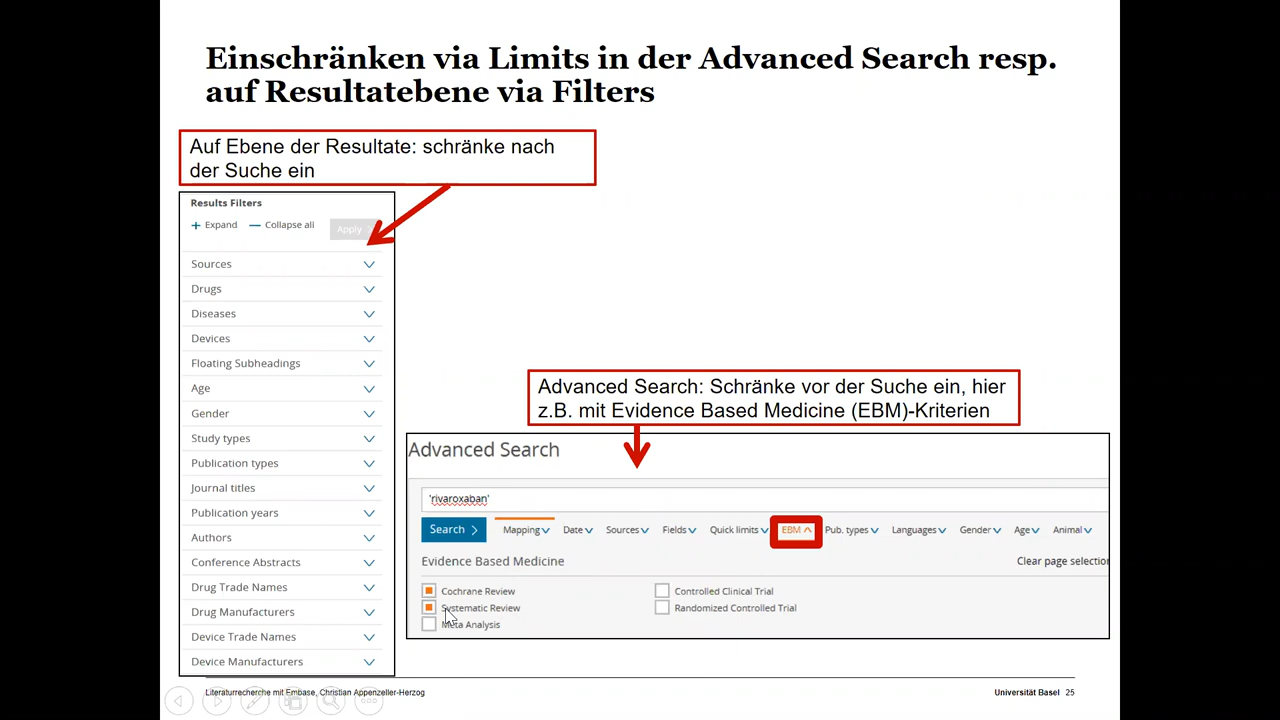 Einschränken via Limits in der Advanced Search resp.
auf Resultatebene via Filters
Auf Ebene der Resultate: schränke nach
der Suche ein
Results Filters
Expand Collapse all Apply
Sources
Drugs
Diseases
Devices
Floating Subheadings
Age
Gender
Study types
Publication types
Journal titles
Publication years
Authors
Conference Abstracts
Drug Trade Names
Drug Manufacturers
Device Trade Names
Device Manufacturers
Advanced Search: Schränke vor der Suche ein, hier
z.B. mit Evidence Based Medicine (EBM)-Kriterien
Advanced Search
'rivaroxaban'
Search Mapping Date Sources Fields Quick limits EBM Pub. types Languages Gender Age Animal
Evidence Based Medicine Clear page selection
Cochrane Review Controlled Clinical Trial
Systematic Review Randomized Controlled Trial
Meta Analysis
Literaturrecherche mit Embase, Christian Appenzeller-Herzog Universität Basel 25